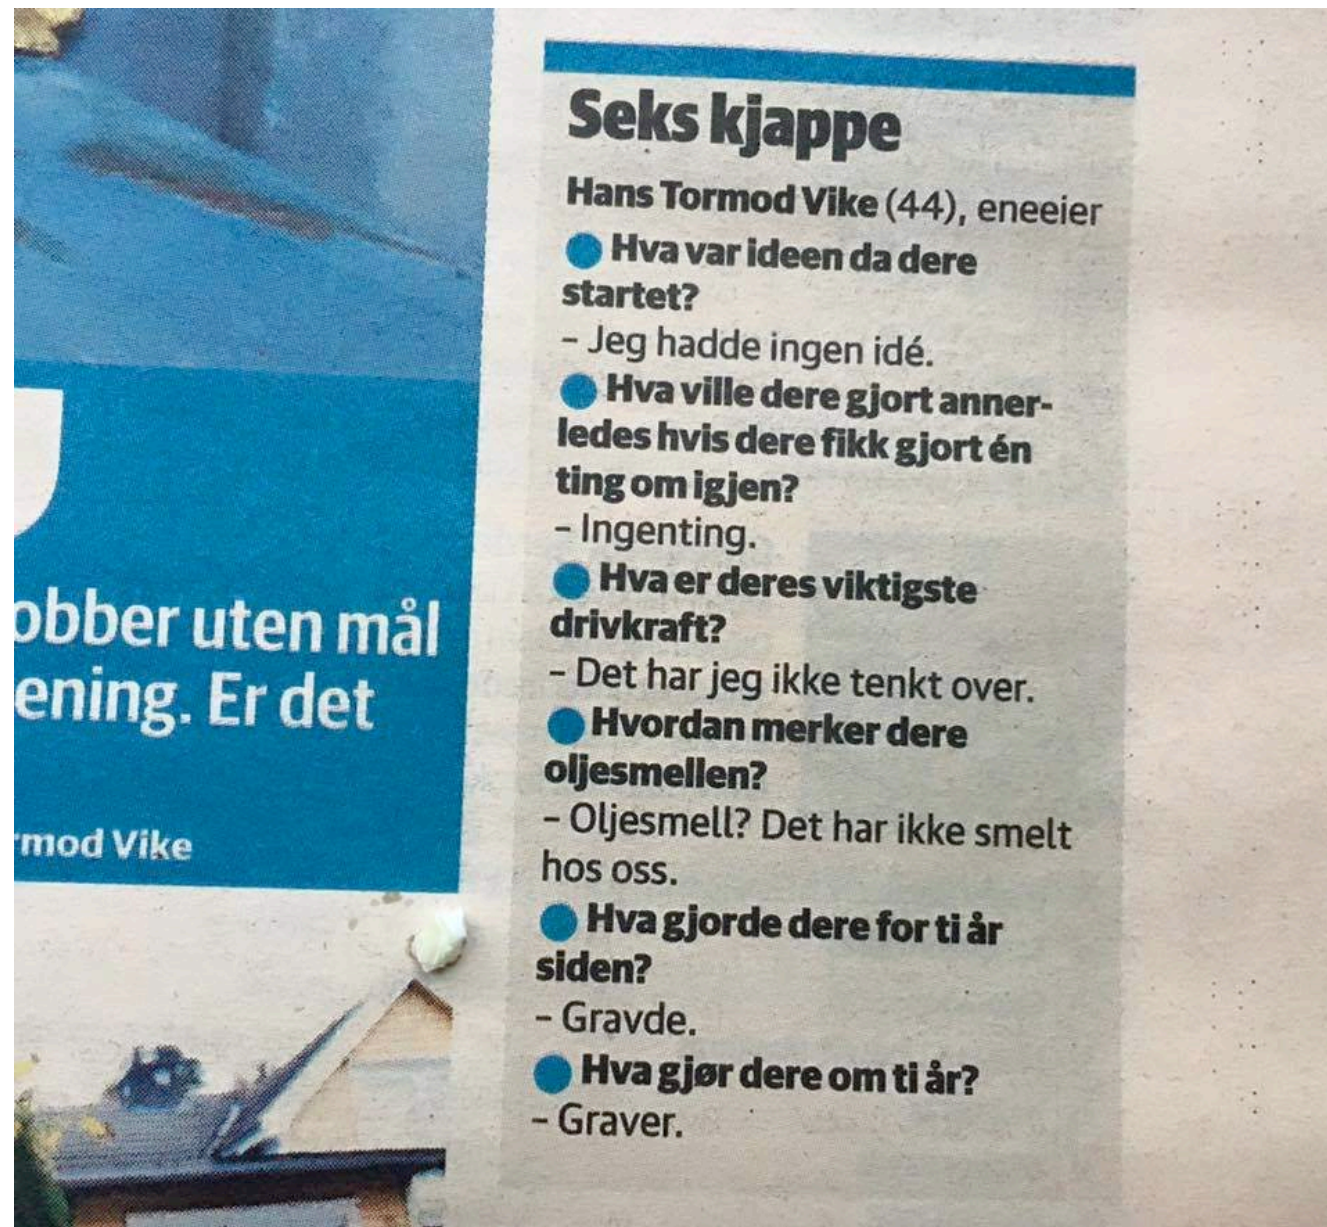 obber uten mål
ening. Er det
mod Vike
Seks kjappe
Hans Tormod Vike (44), eneeier
Hva var ideen da dere
startet?
– Jeg hadde ingen idé.
Hva ville dere gjort anner-
ledes hvis dere fikk gjort én
ting om igjen?
– Ingenting.
Hva er deres viktigste
drivkraft?
– Det har jeg ikke tenkt over.
Hvordan merker dere
oljesmellen?
– Oljesmell? Det har ikke smelt
hos oss.
Hva gjorde dere for ti år
siden?
– Gravde.
Hva gjør dere om ti år?
– Graver.